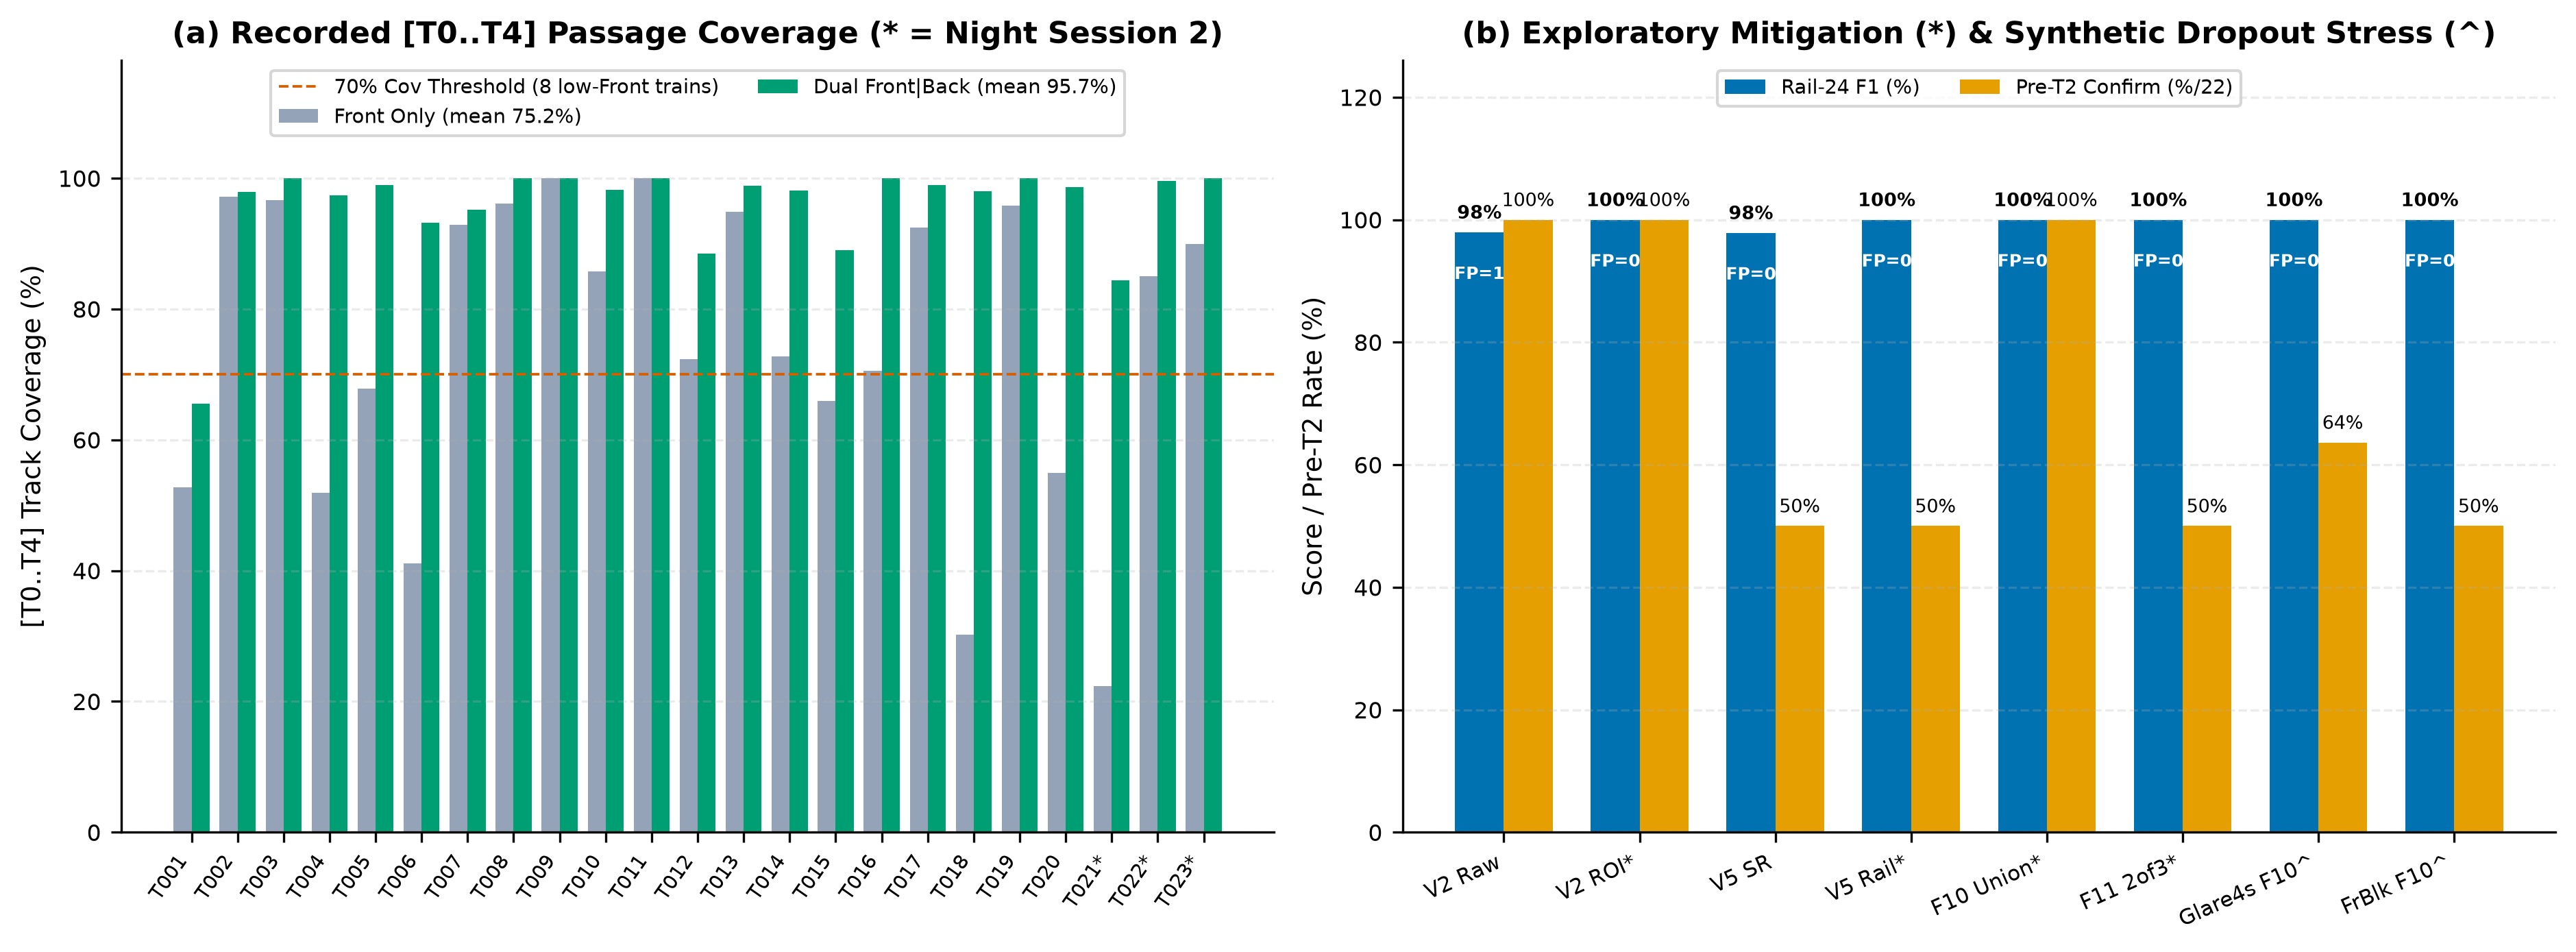 (a) Recorded [T0..T4] Passage Coverage (* = Night Session 2)
70% Cov Threshold (8 low-Front trains)
Front Only (mean 75.2%)
Dual Front|Back (mean 95.7%)
[T0..T4] Track Coverage (%)
100
80
60
40
20
0
T001
T002
T003
T004
T005
T006
T007
T008
T009
T010
T011
T012
T013
T014
T015
T016
T017
T018
T019
T020
T021*
T022*
T023*
(b) Exploratory Mitigation (*) & Synthetic Dropout Stress (^)
Rail-24 F1 (%)
Pre-T2 Confirm (%/22)
Score / Pre-T2 Rate (%)
120
100
80
60
40
20
0
98%
100%
100%
100%
98%
100%
100%
100%
100%
100%
100%
FP=1
FP=0
FP=0
FP=0
FP=0
FP=0
FP=0
FP=0
50%
50%
50%
64%
50%
V2 Raw
V2 ROI*
V5 SR
V5 Rail*
F10 Union*
F11 2of3*
Glare4s F10^
FrBlk F10^